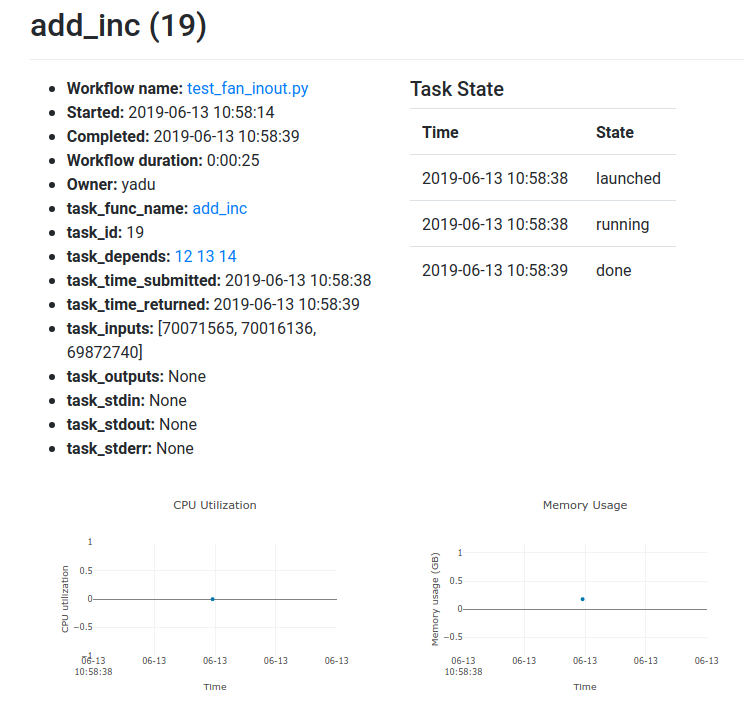 add_inc (19)
Workflow name: test_fan_inout.py
Started: 2019-06-13 10:58:14
Completed: 2019-06-13 10:58:39
Workflow duration: 0:00:25
Owner: yadu
task_func_name: add_inc
task_id: 19
task_depends: 12 13 14
task_time_submitted: 2019-06-13 10:58:38
task_time_returned: 2019-06-13 10:58:39
task_inputs: [70071565, 70016136,
69872740]
task_outputs: None
task_stdin: None
task_stdout: None
task_stderr: None
Task State
Time State
2019-06-13 10:58:38 launched
2019-06-13 10:58:38 running
2019-06-13 10:58:39 done
CPU Utilization
CPU utilization
1
0.5
0
−0.5
−1
06-13 06-13 06-13 06-13 06-13
10:58:38
Time
Memory Usage
Memory usage (GB)
1
0.5
0
−0.5
06-13 06-13 06-13 06-13 06-13
10:58:38
Time